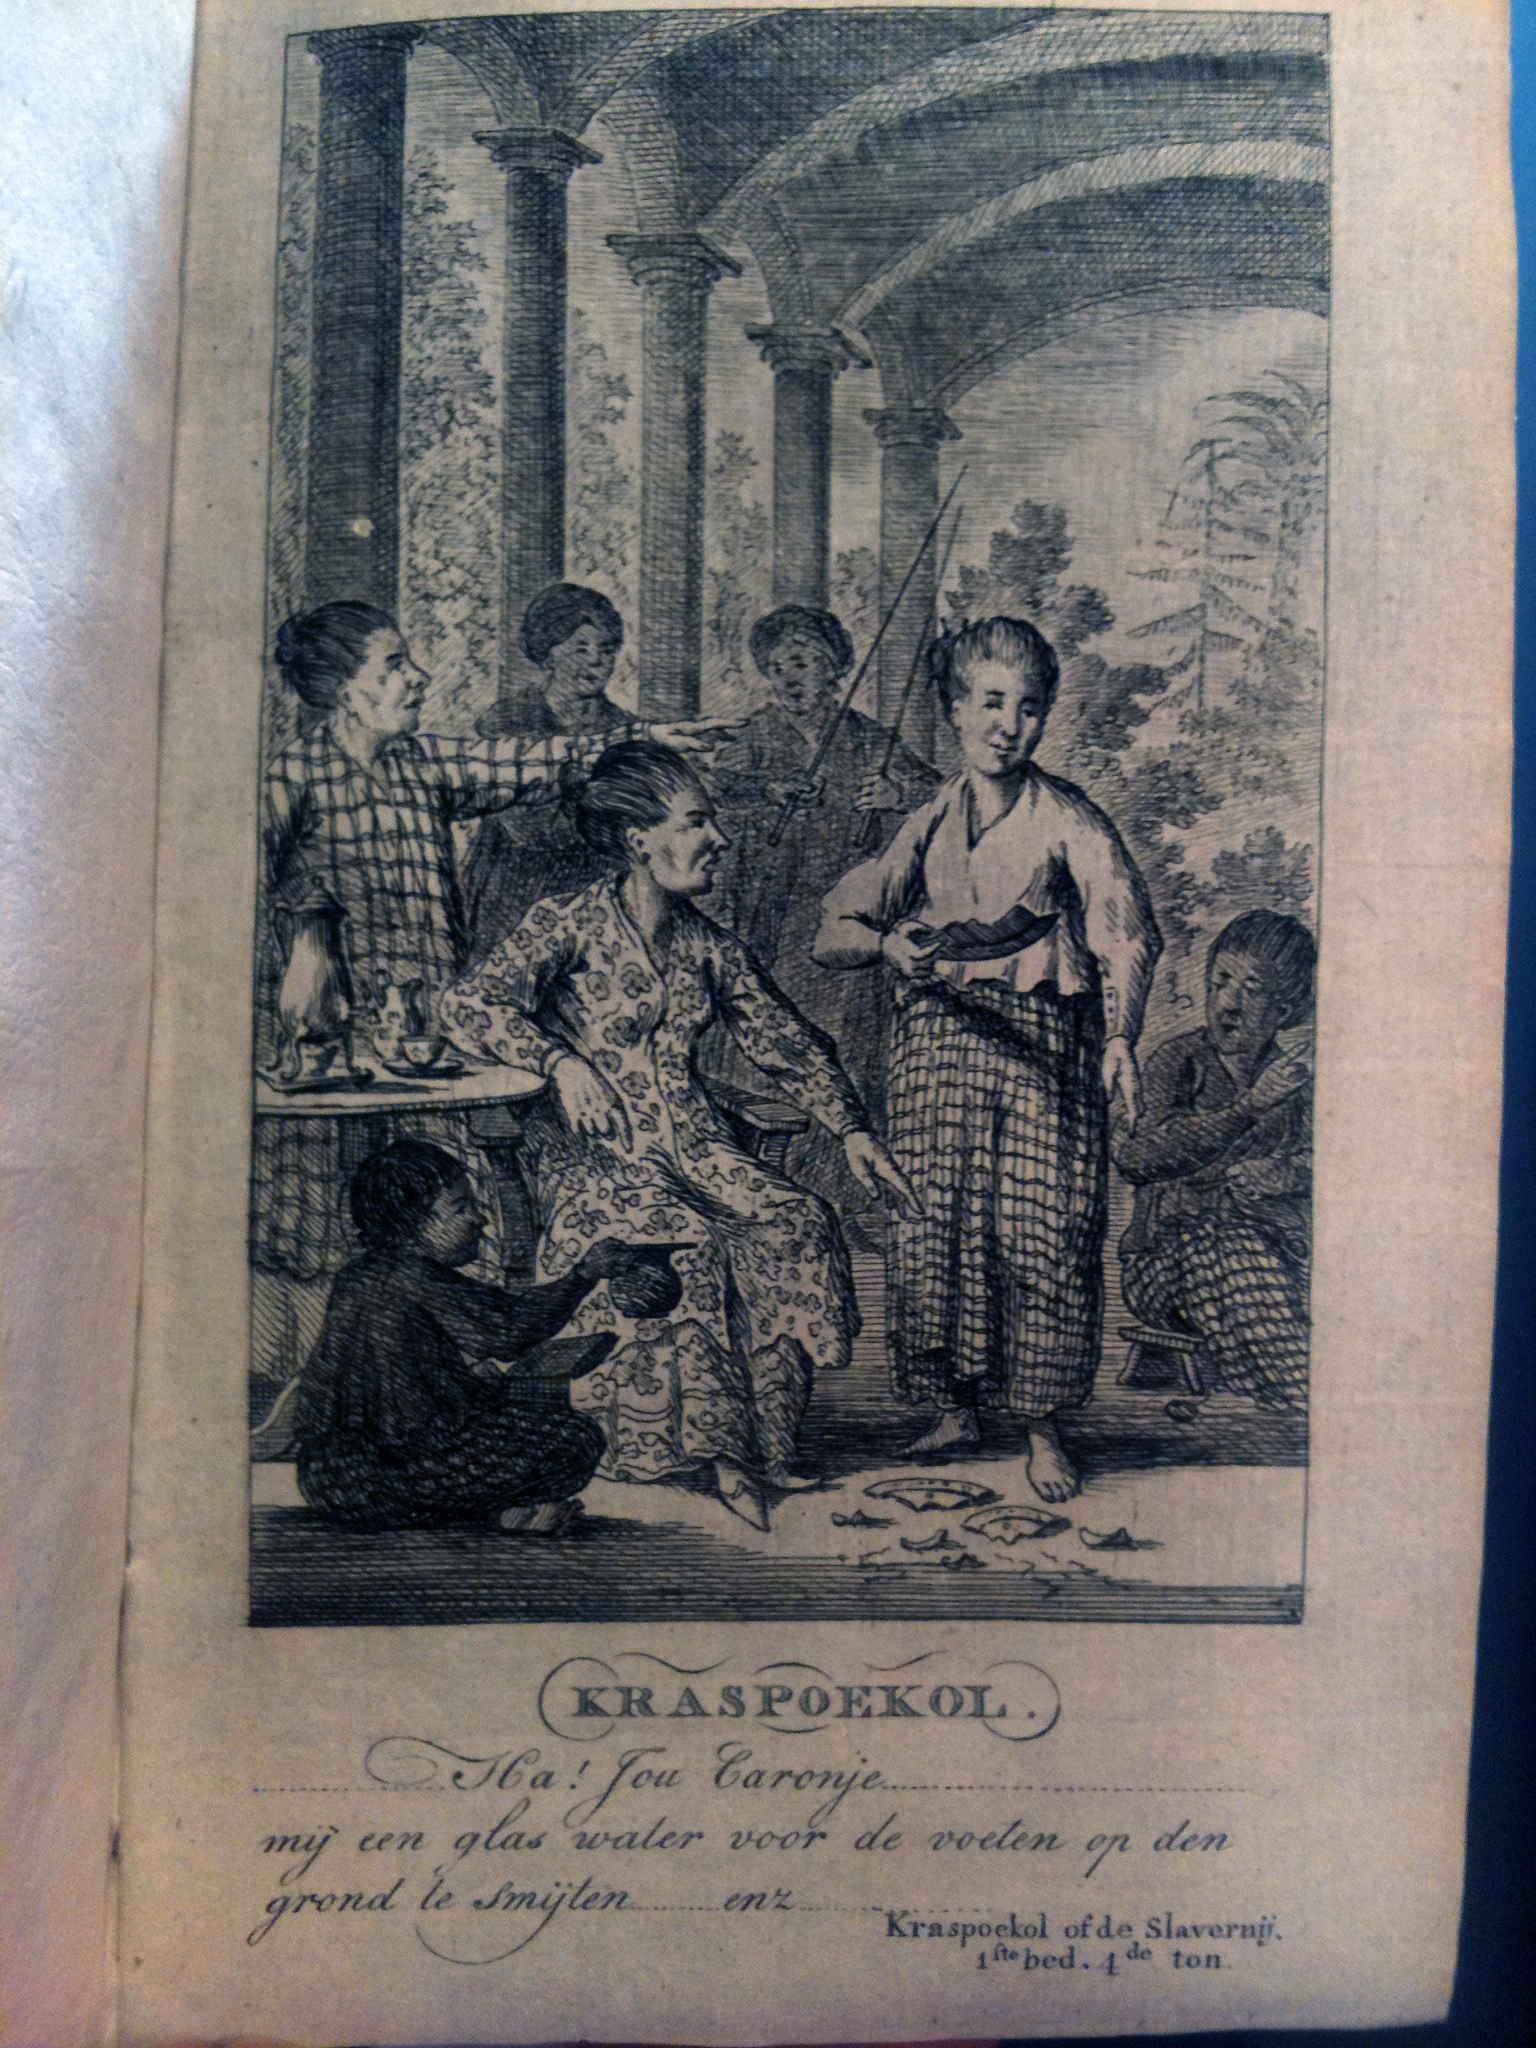 KRASPOEKOL.
Ha! Jou Caronje
mij een glas water voor de voeten op den
grond te smijten ...... enz
Kraspoekol of de Slavernij.
1ste bed. 4de ton